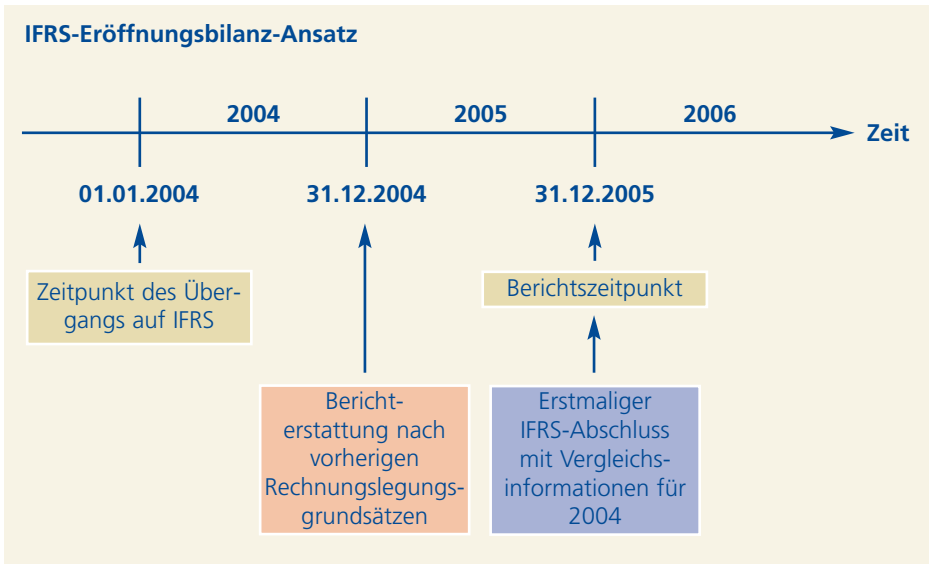 IFRS-Eröffnungsbilanz-Ansatz
2004
2005
2006
Zeit
01.01.2004
31.12.2004
31.12.2005
Zeitpunkt des Über-
gangs auf IFRS
Berichtszeitpunkt
Bericht-
erstattung nach
vorherigen
Rechnungslegungs-
grundsätzen
Erstmaliger
IFRS-Abschluss
mit Vergleichs-
informationen für
2004